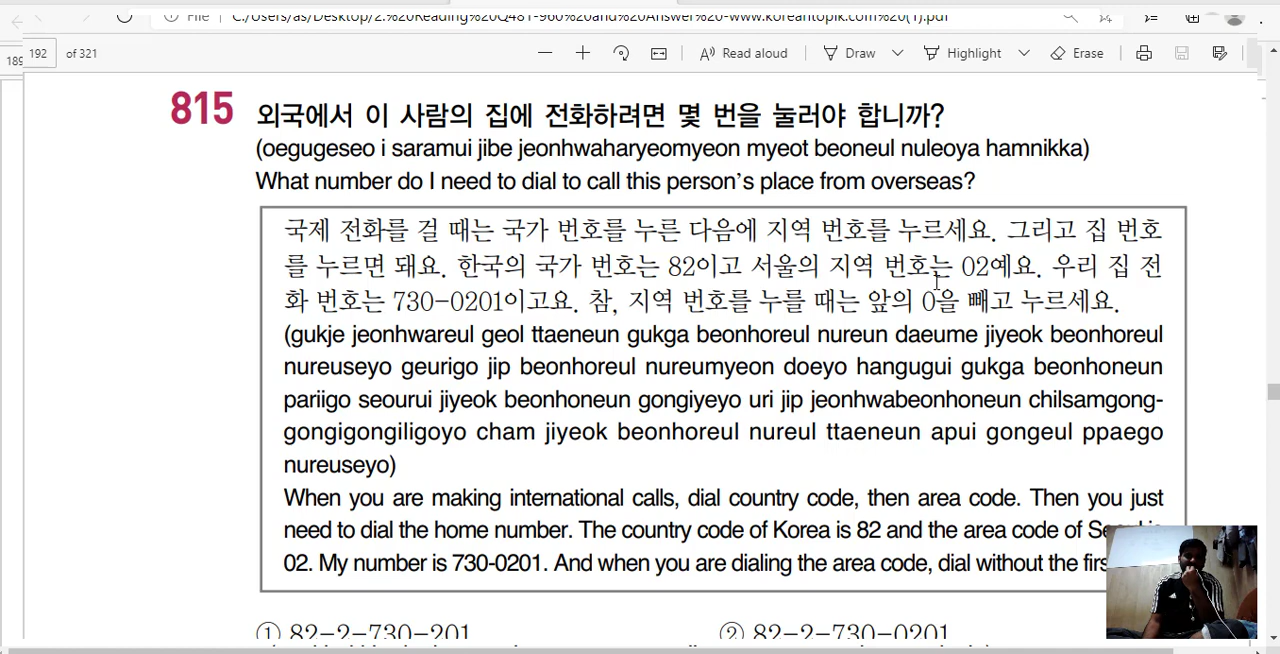 File C:/Users/as/Desktop/2.%20Reading%20Q481-960%20and%20Answer%20-www.koreantopik.com%20(1).pdf
189 192 of 321 Read aloud Draw Highlight Erase
815 외국에서 이 사람의 집에 전화하려면 몇 번을 눌러야 합니까?
(oegugeseo i saramui jibe jeonhwaharyeomyeon myeot beoneul nuleoya hamnikka)
What number do I need to dial to call this person's place from overseas?
국제 전화를 걸 때는 국가 번호를 누른 다음에 지역 번호를 누르세요. 그리고 집 번호
를 누르면 돼요. 한국의 국가 번호는 82이고 서울의 지역 번호는 02예요. 우리 집 전
화 번호는 730-0201이고요. 참, 지역 번호를 누를 때는 앞의 0을 빼고 누르세요.
(gukje jeonhwareul geol ttaeneun gukga beonhoreul nureun daeume jiyeok beonhoreul
nureuseyo geurigo jip beonhoreul nureumyeon doeyo hangugui gukga beonhoneun
pariigo seourui jiyeok beonhoneun gongiyeyo uri jip jeonhwabeonhoneun chilsamgong-
gongigongiligoyo cham jiyeok beonhoreul nureul ttaeneun apui gongeul ppaego
nureuseyo)
When you are making international calls, dial country code, then area code. Then you just
need to dial the home number. The country code of Korea is 82 and the area code of
02. My number is 730-0201. And when you are dialing the area code, dial without the
① 82-2-730-201 ② 82-2-730-0201